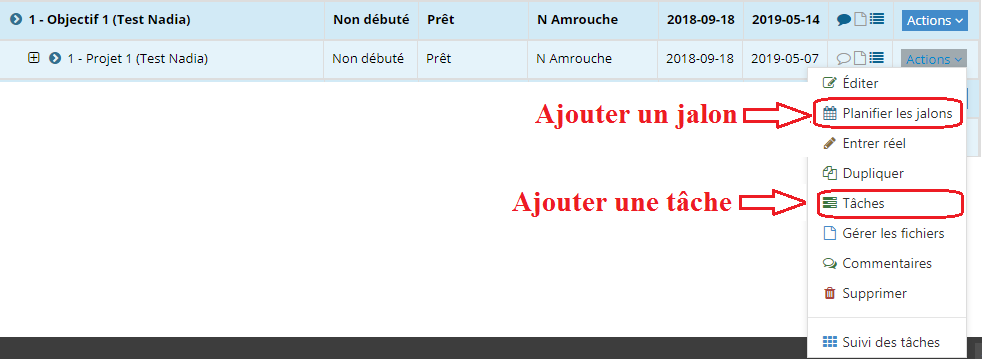 1 - Objectif 1 (Test Nadia) Non débuté Prêt N Amrouche 2018-09-18 2019-05-14 Actions
1 - Projet 1 (Test Nadia) Non débuté Prêt N Amrouche 2018-09-18 2019-05-07 Actions
Éditer
Ajouter un jalon Planifier les jalons
Entrer réel
Dupliquer
Ajouter une tâche Tâches
Gérer les fichiers
Commentaires
Supprimer
Suivi des tâches